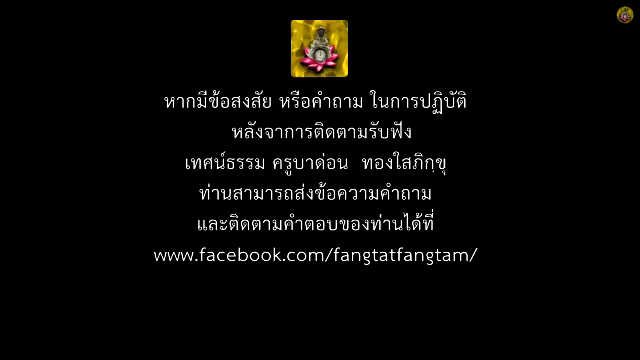 หากมีข้อสงสัย หรือคำถาม ในการปฏิบัติ
หลังจาการติดตามรับฟัง
เทศน์ธรรม ครูบาด่อน ทองใสภิกฺขุ
ท่านสามารถส่งข้อความคำถาม
และติดตามคำตอบของท่านได้ที่
www.facebook.com/fangtatfangtam/